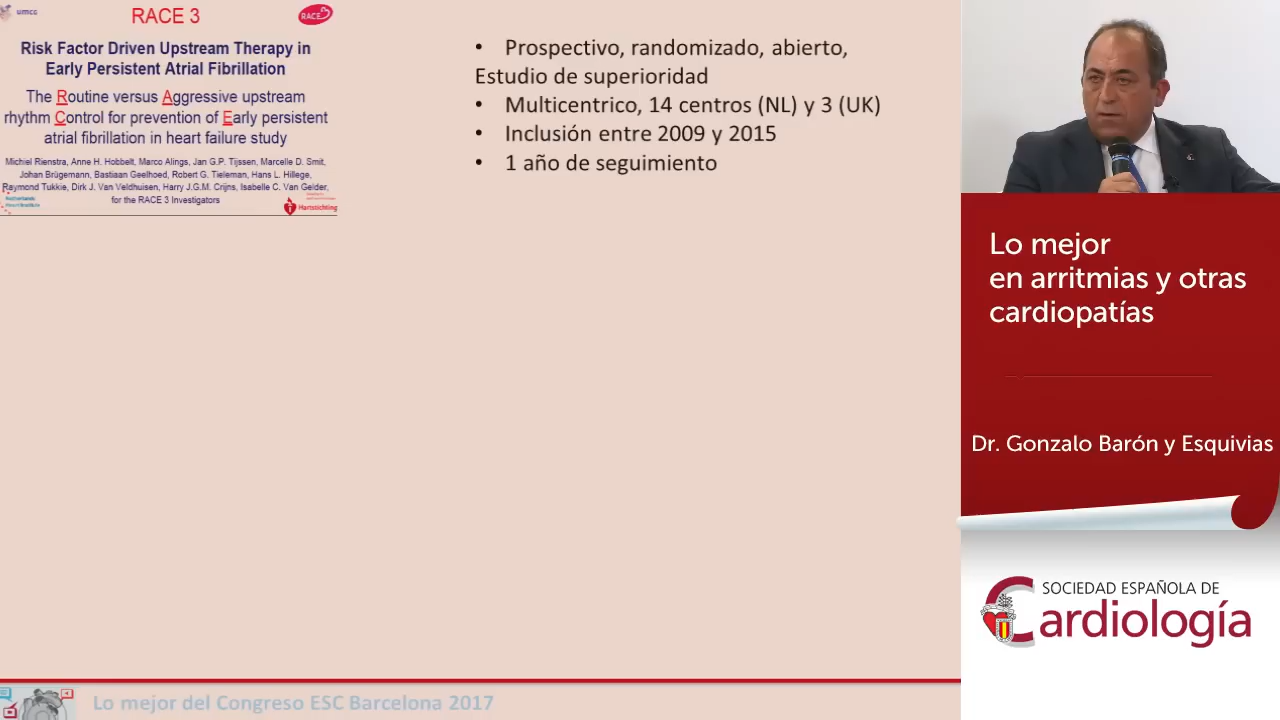 umcc
RACE 3
RACE 3
Risk Factor Driven Upstream Therapy in
Early Persistent Atrial Fibrillation
The Routine versus Aggressive upstream
rhythm Control for prevention of Early persistent
atrial fibrillation in heart failure study
Michiel Rienstra, Anne H. Hobbelt, Marco Alings, Jan G.P. Tijssen, Marcelle D. Smit,
Johan Brügemann, Bastiaan Geelhoed, Robert G. Tieleman, Hans L. Hillege,
Raymond Tukkie, Dirk J. Van Veldhuisen, Harry J.G.M. Crijns, Isabelle C. Van Gelder,
for the RACE 3 Investigators
Hartstichting
• Prospectivo, randomizado, abierto,
Estudio de superioridad
• Multicentrico, 14 centros (NL) y 3 (UK)
• Inclusión entre 2009 y 2015
• 1 año de seguimiento
Lo mejor
en arritmias y otras
cardiopatías
Dr. Gonzalo Barón y Esquivias
SOCIEDAD ESPAÑOLA DE
Cardiología
Lo mejor del Congreso ESC Barcelona 2017